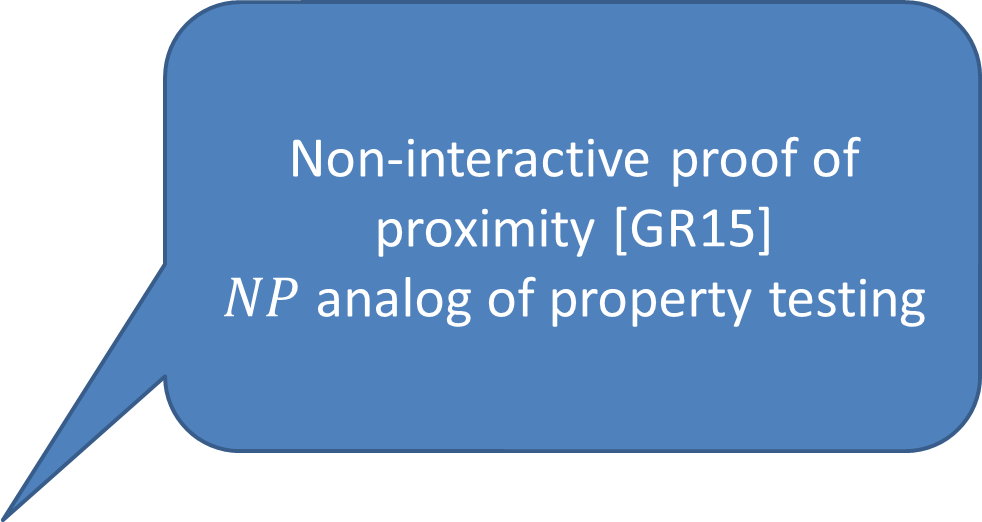 Non-interactive proof of
proximity [GR15]
NP analog of property testing